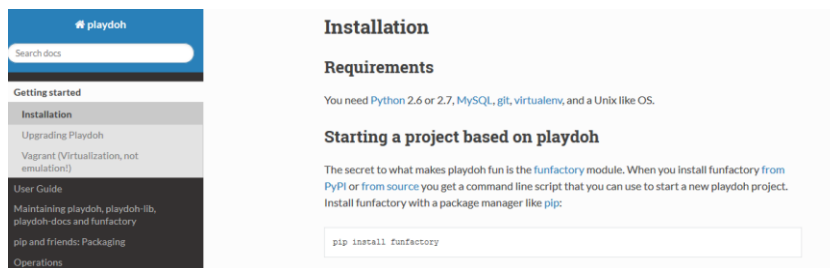 playdoh
Search docs
Getting started
Installation
Upgrading Playdoh
Vagrant (Virtualization, not
emulation!)
User Guide
Maintaining playdoh, playdoh-lib,
playdoh-docs and funfactory
pip and friends: Packaging
Operations
Installation
Requirements
You need Python 2.6 or 2.7, MySQL, git, virtualenv, and a Unix like OS.
Starting a project based on playdoh
The secret to what makes playdoh fun is the funfactory module. When you install funfactory from
PyPI or from source you get a command line script that you can use to start a new playdoh project.
Install funfactory with a package manager like pip:
pip install funfactory